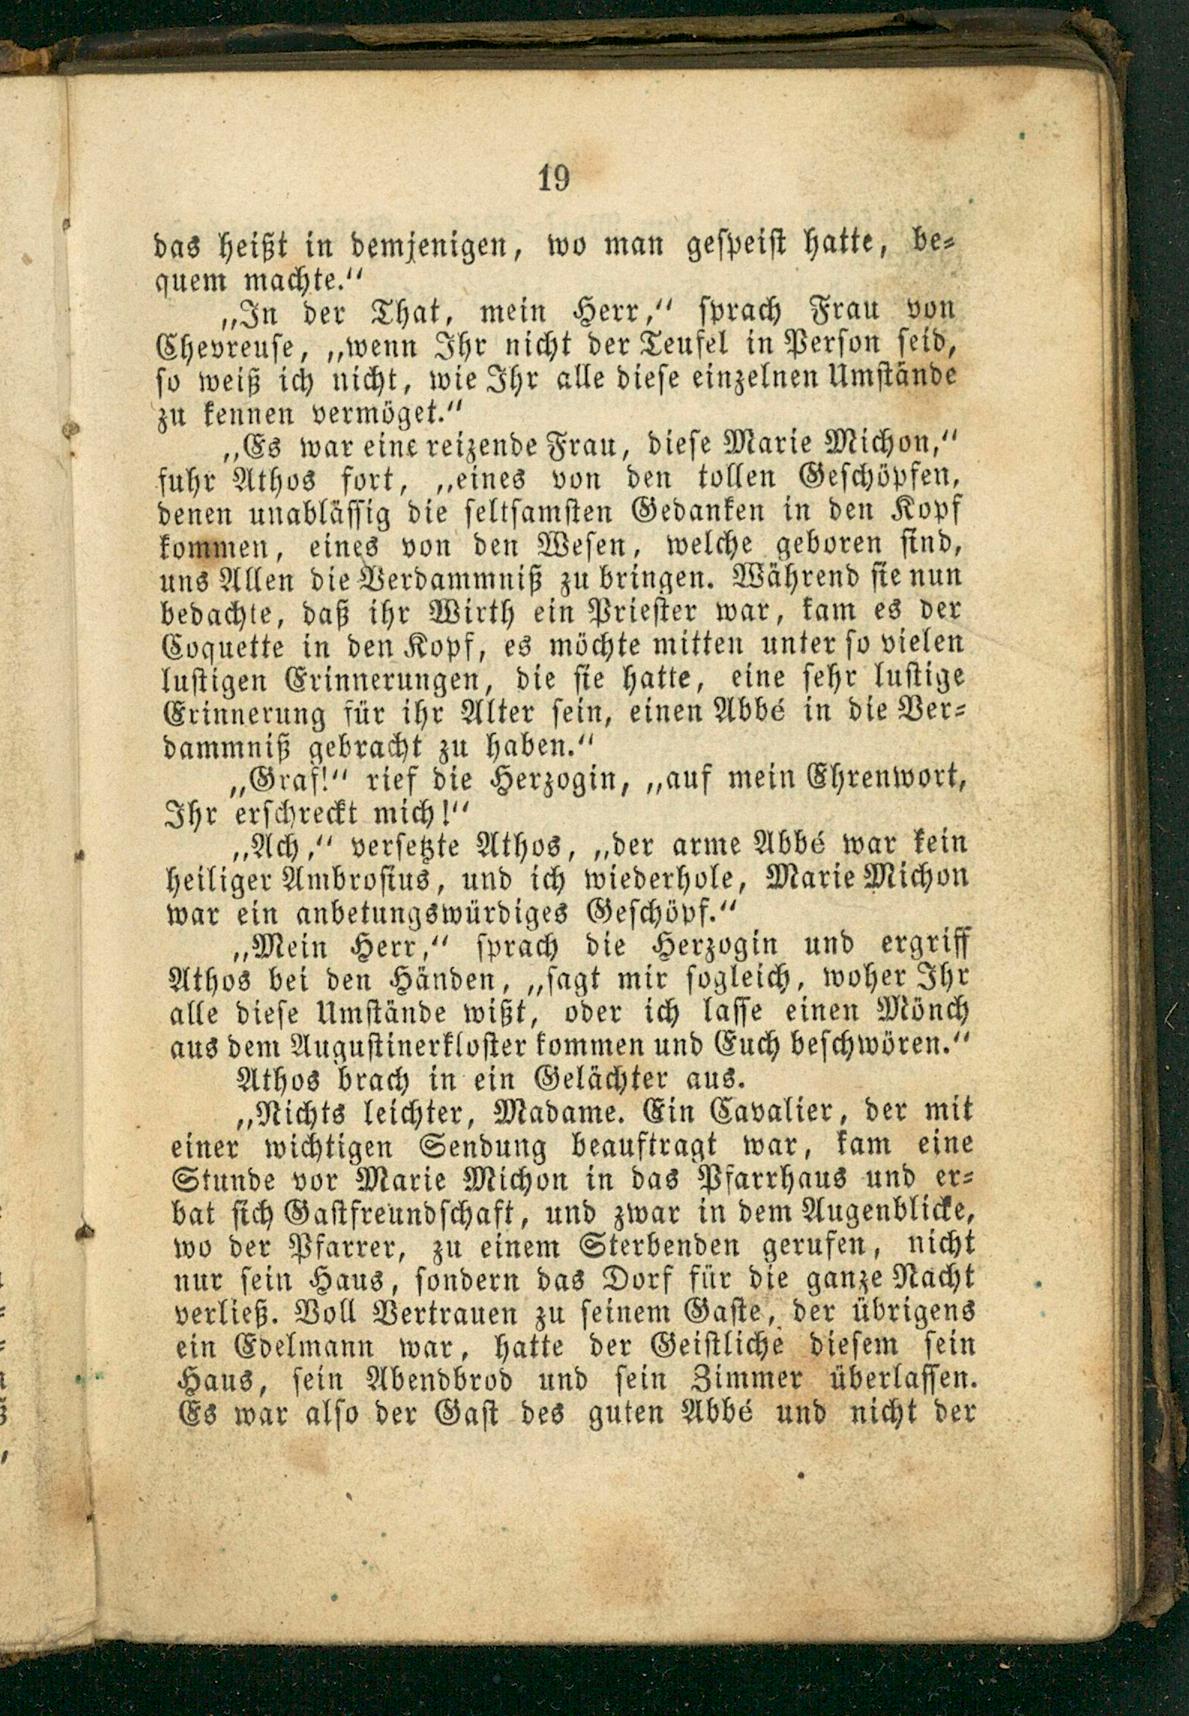 19
das heißt in demjenigen, wo man gespeist hatte, be-
quem machte.“
„In der That, mein Herr,“ sprach Frau von
Chevreuse, „wenn Ihr nicht der Teufel in Person seid,
so weiß ich nicht, wie Ihr alle diese einzelnen Umstände
zu kennen vermöget.“
„Es war eine reizende Frau, diese Marie Michon,“
fuhr Athos fort, „eines von den tollen Geschöpfen,
denen unablässig die seltsamsten Gedanken in den Kopf
kommen, eines von den Wesen, welche geboren sind,
uns Allen die Verdammniß zu bringen. Während sie nun
bedachte, daß ihr Wirth ein Priester war, kam es der
Coquette in den Kopf, es möchte mitten unter so vielen
lustigen Erinnerungen, die sie hatte, eine sehr lustige
Erinnerung für ihr Alter sein, einen Abbé in die Ver-
dammniß gebracht zu haben.“
„Graf!“ rief die Herzogin, „auf mein Ehrenwort,
Ihr erschreckt mich!“
„Ach,“ versetzte Athos, „der arme Abbé war kein
heiliger Ambrosius, und ich wiederhole, Marie Michon
war ein anbetungswürdiges Geschöpf.“
„Mein Herr,“ sprach die Herzogin und ergriff
Athos bei den Händen, „sagt mir sogleich, woher Ihr
alle diese Umstände wißt, oder ich lasse einen Mönch
aus dem Augustinerkloster kommen und Euch beschwören.“
Athos brach in ein Gelächter aus.
„Nichts leichter, Madame. Ein Cavalier, der mit
einer wichtigen Sendung beauftragt war, kam eine
Stunde vor Marie Michon in das Pfarrhaus und er-
bat sich Gastfreundschaft, und zwar in dem Augenblicke,
wo der Pfarrer, zu einem Sterbenden gerufen, nicht
nur sein Haus, sondern das Dorf für die ganze Nacht
verließ. Voll Vertrauen zu seinem Gaste, der übrigens
ein Edelmann war, hatte der Geistliche diesem sein
Haus, sein Abendbrod und sein Zimmer überlassen.
Es war also der Gast des guten Abbé und nicht der